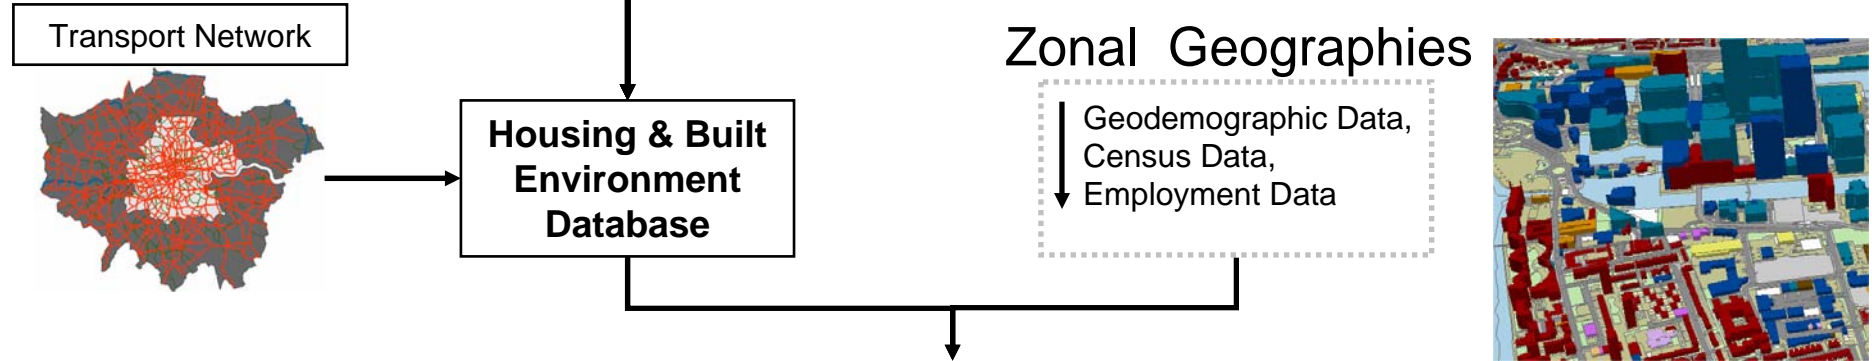 Transport Network
Housing & Built
Environment
Database
Zonal Geographies
Geodemographic Data,
Census Data,
Employment Data